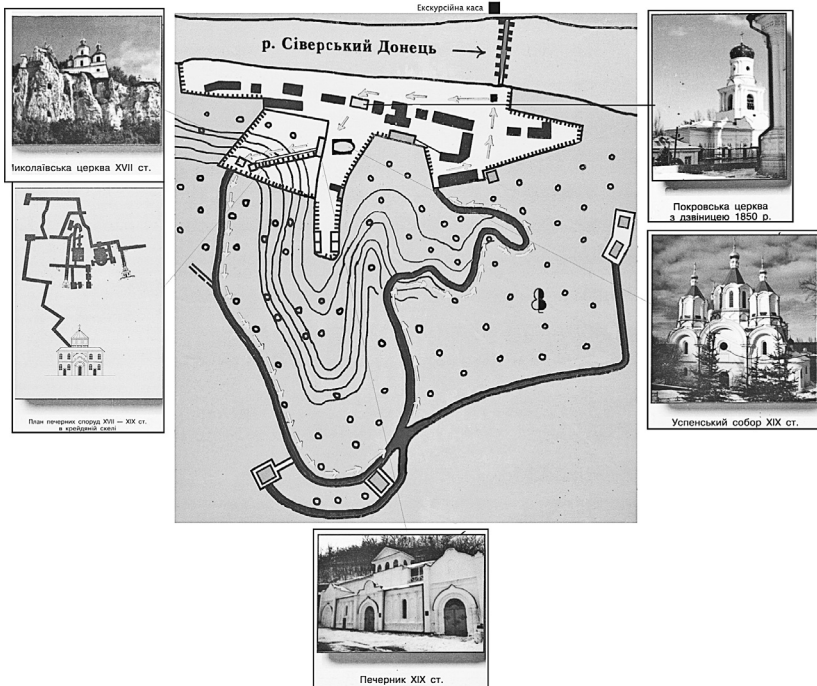 Екскурсійна каса
р. Сіверський Донець
иколаївська церква XVII ст.
Покровська церква
з дзвіницею 1850 р.
План печерних споруд XVII — XIX ст.
в крейдяній скелі
Успенський собор XIX ст.
Печерник XIX ст.